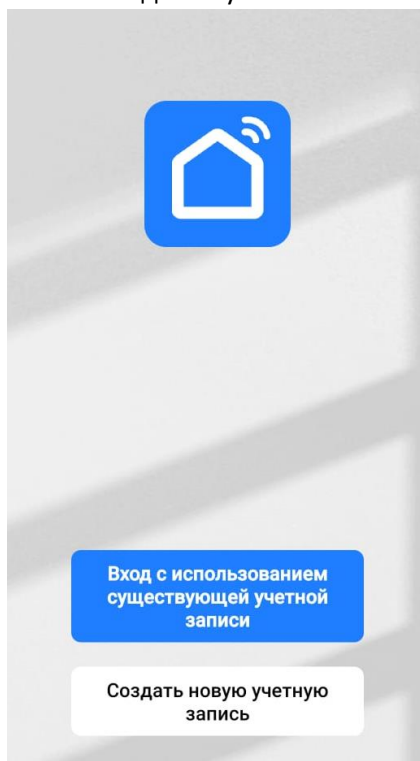 Вход с использованием
существующей учетной
записи
Создать новую учетную
запись